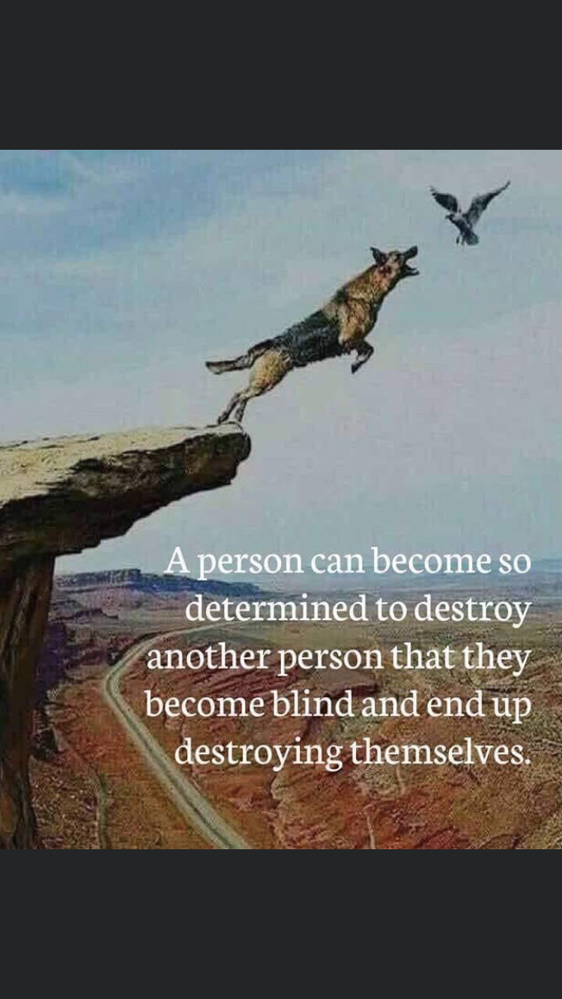 A person can become so
determined to destroy
another person that they
become blind and end up
destroying themselves.